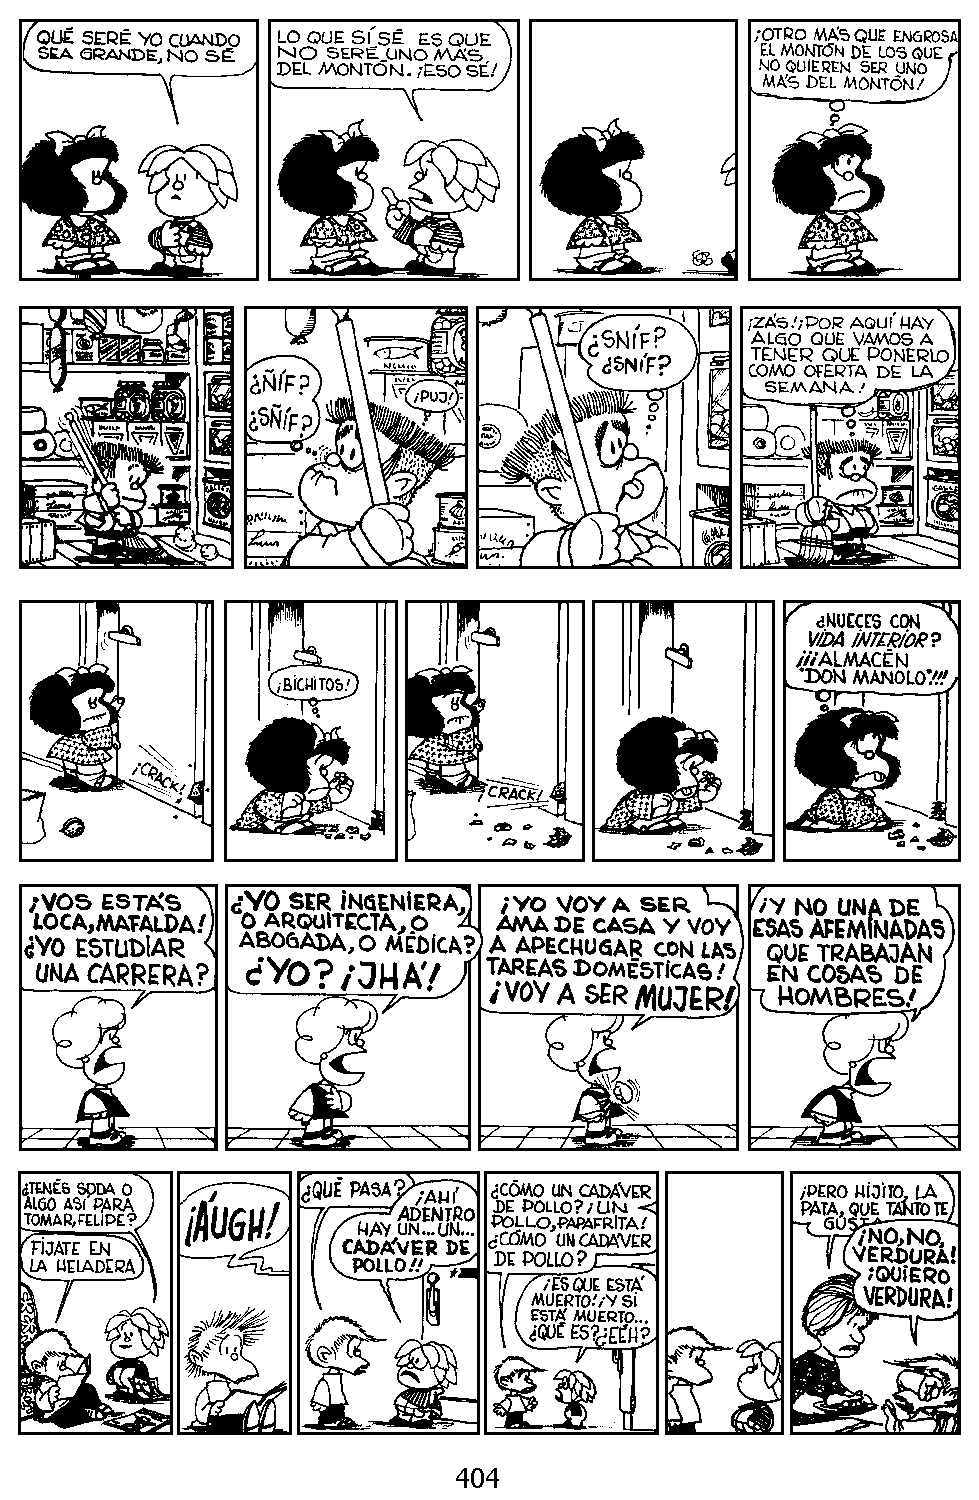 QUÉ SERÉ YO CUANDO
SEA GRANDE, NO SÉ
LO QUE SÍ SÉ ES QUE
NO SERÉ UNO MÁS
DEL MONTÓN. ¡ESO SÉ!
¡OTRO MÁS QUE ENGROSA
EL MONTÓN DE LOS QUE
NO QUIEREN SER UNO
MÁS DEL MONTÓN!
¿ÑÍF?
¿SÑÍF?
¡PUJ!
¿SNÍF?
¿SNÍF?
¡ZÁS! ¡POR AQUÍ HAY
ALGO QUE VAMOS A
TENER QUE PONERLO
COMO OFERTA DE LA
SEMANA!
¡CRACK!
¡BICHITOS!
¡CRACK!
¿NUECES CON
VIDA INTERIOR?
¡¡¡ALMACÉN
"DON MANOLO"!!!
¡VOS ESTÁS
LOCA, MAFALDA!
¿YO ESTUDIAR
UNA CARRERA?
¿YO SER INGENIERA,
O ARQUITECTA, O
ABOGADA, O MÉDICA?
¿YO? ¡JHÁ!
¡YO VOY A SER
AMA DE CASA Y VOY
A APECHUGAR CON LAS
TAREAS DOMÉSTICAS!
¡VOY A SER MUJER!
¡Y NO UNA DE
ESAS AFEMINADAS
QUE TRABAJAN
EN COSAS DE
HOMBRES!
¿TENÉS SODA O
ALGO ASÍ PARA
TOMAR, FELIPE?
FIJATE EN
LA HELADERA
¡AUGH!
¿QUÉ PASA?
¡AHÍ
ADENTRO
HAY UN... UN...
CADÁVER DE
POLLO!!
¿CÓMO UN CADÁVER
DE POLLO? ¡UN
POLLO, PAPAFRITA!
¿CÓMO UN CADÁVER
DE POLLO?
¡ES QUE ESTÁ
MUERTO! ¡Y SI
ESTÁ MUERTO...
¿QUÉ ES? ¿EÉH?
¡PERO HIJITO, LA
PATA, QUE TANTO TE
GUSTA
¡NO, NO,
VERDURA!
¡QUIERO
VERDURA!
404